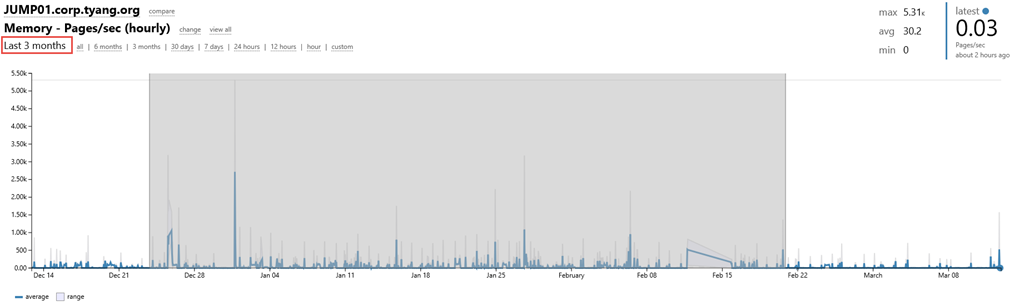 JUMP01.corp.tyang.org compare
Memory - Pages/sec (hourly) change view all
Last 3 months all | 6 months | 3 months | 30 days | 7 days | 24 hours | 12 hours | hour | custom
max 5.31K
avg 30.2
min 0
latest
0.03
Pages/sec
about 2 hours ago
5.50k
5.00k
4.50k
4.00k
3.50k
3.00k
2.50k
2.00k
1.50k
1.00k
500
0.00
Dec 14 Dec 21 Dec 28 Jan 04 Jan 11 Jan 18 Jan 25 February Feb 08 Feb 15 Feb 22 March Mar 08
average range